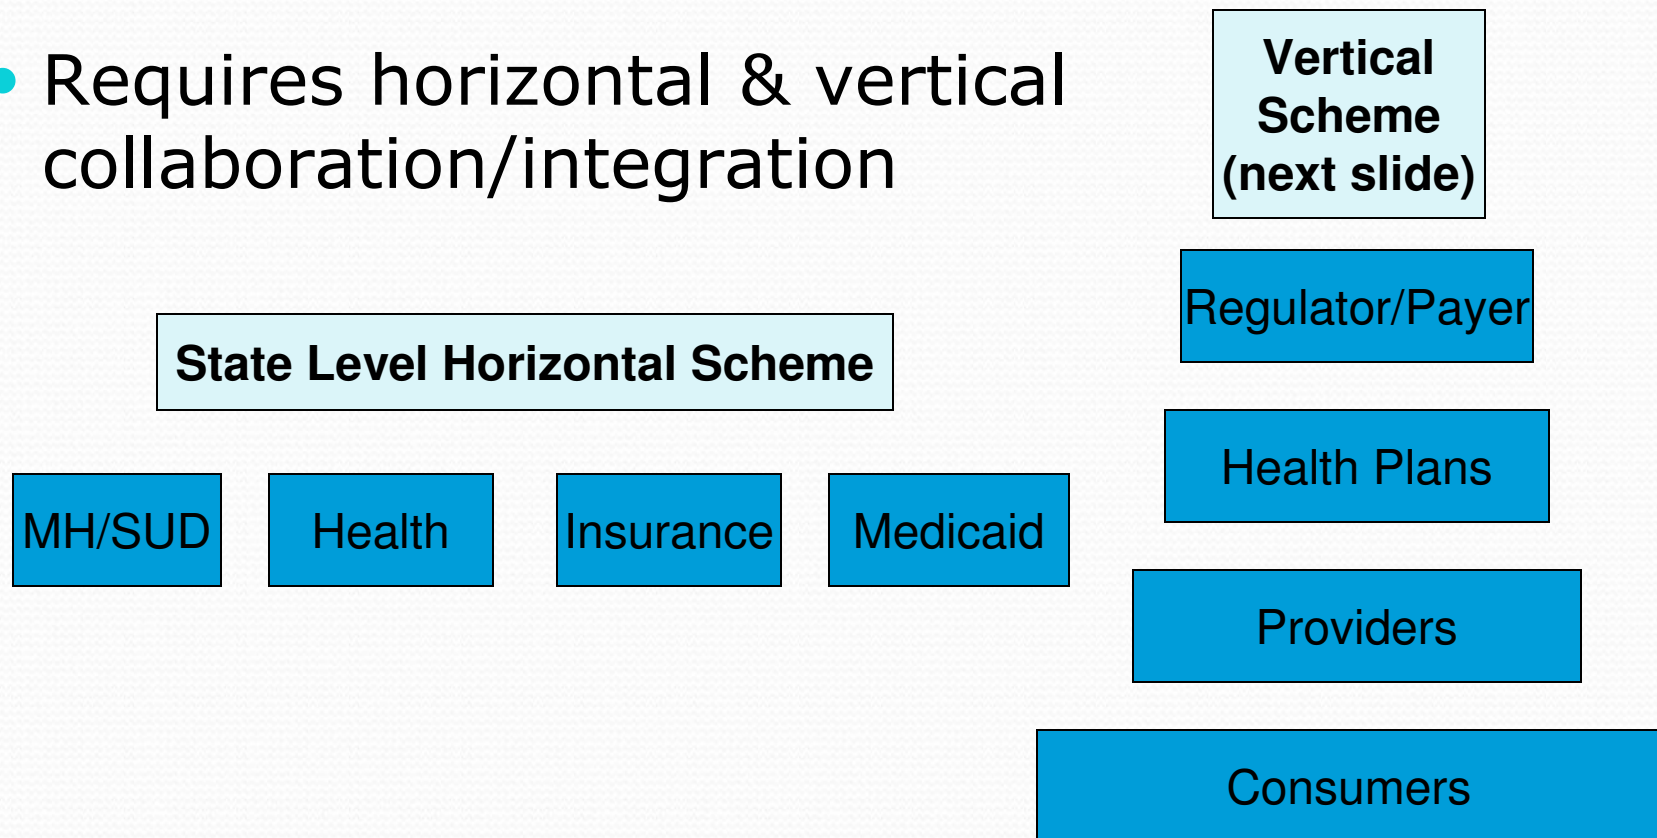 Requires horizontal & vertical
collaboration/integration
Vertical
Scheme
(next slide)
State Level Horizontal Scheme
MH/SUD
Health
Insurance
Medicaid
Regulator/Payer
Health Plans
Providers
Consumers